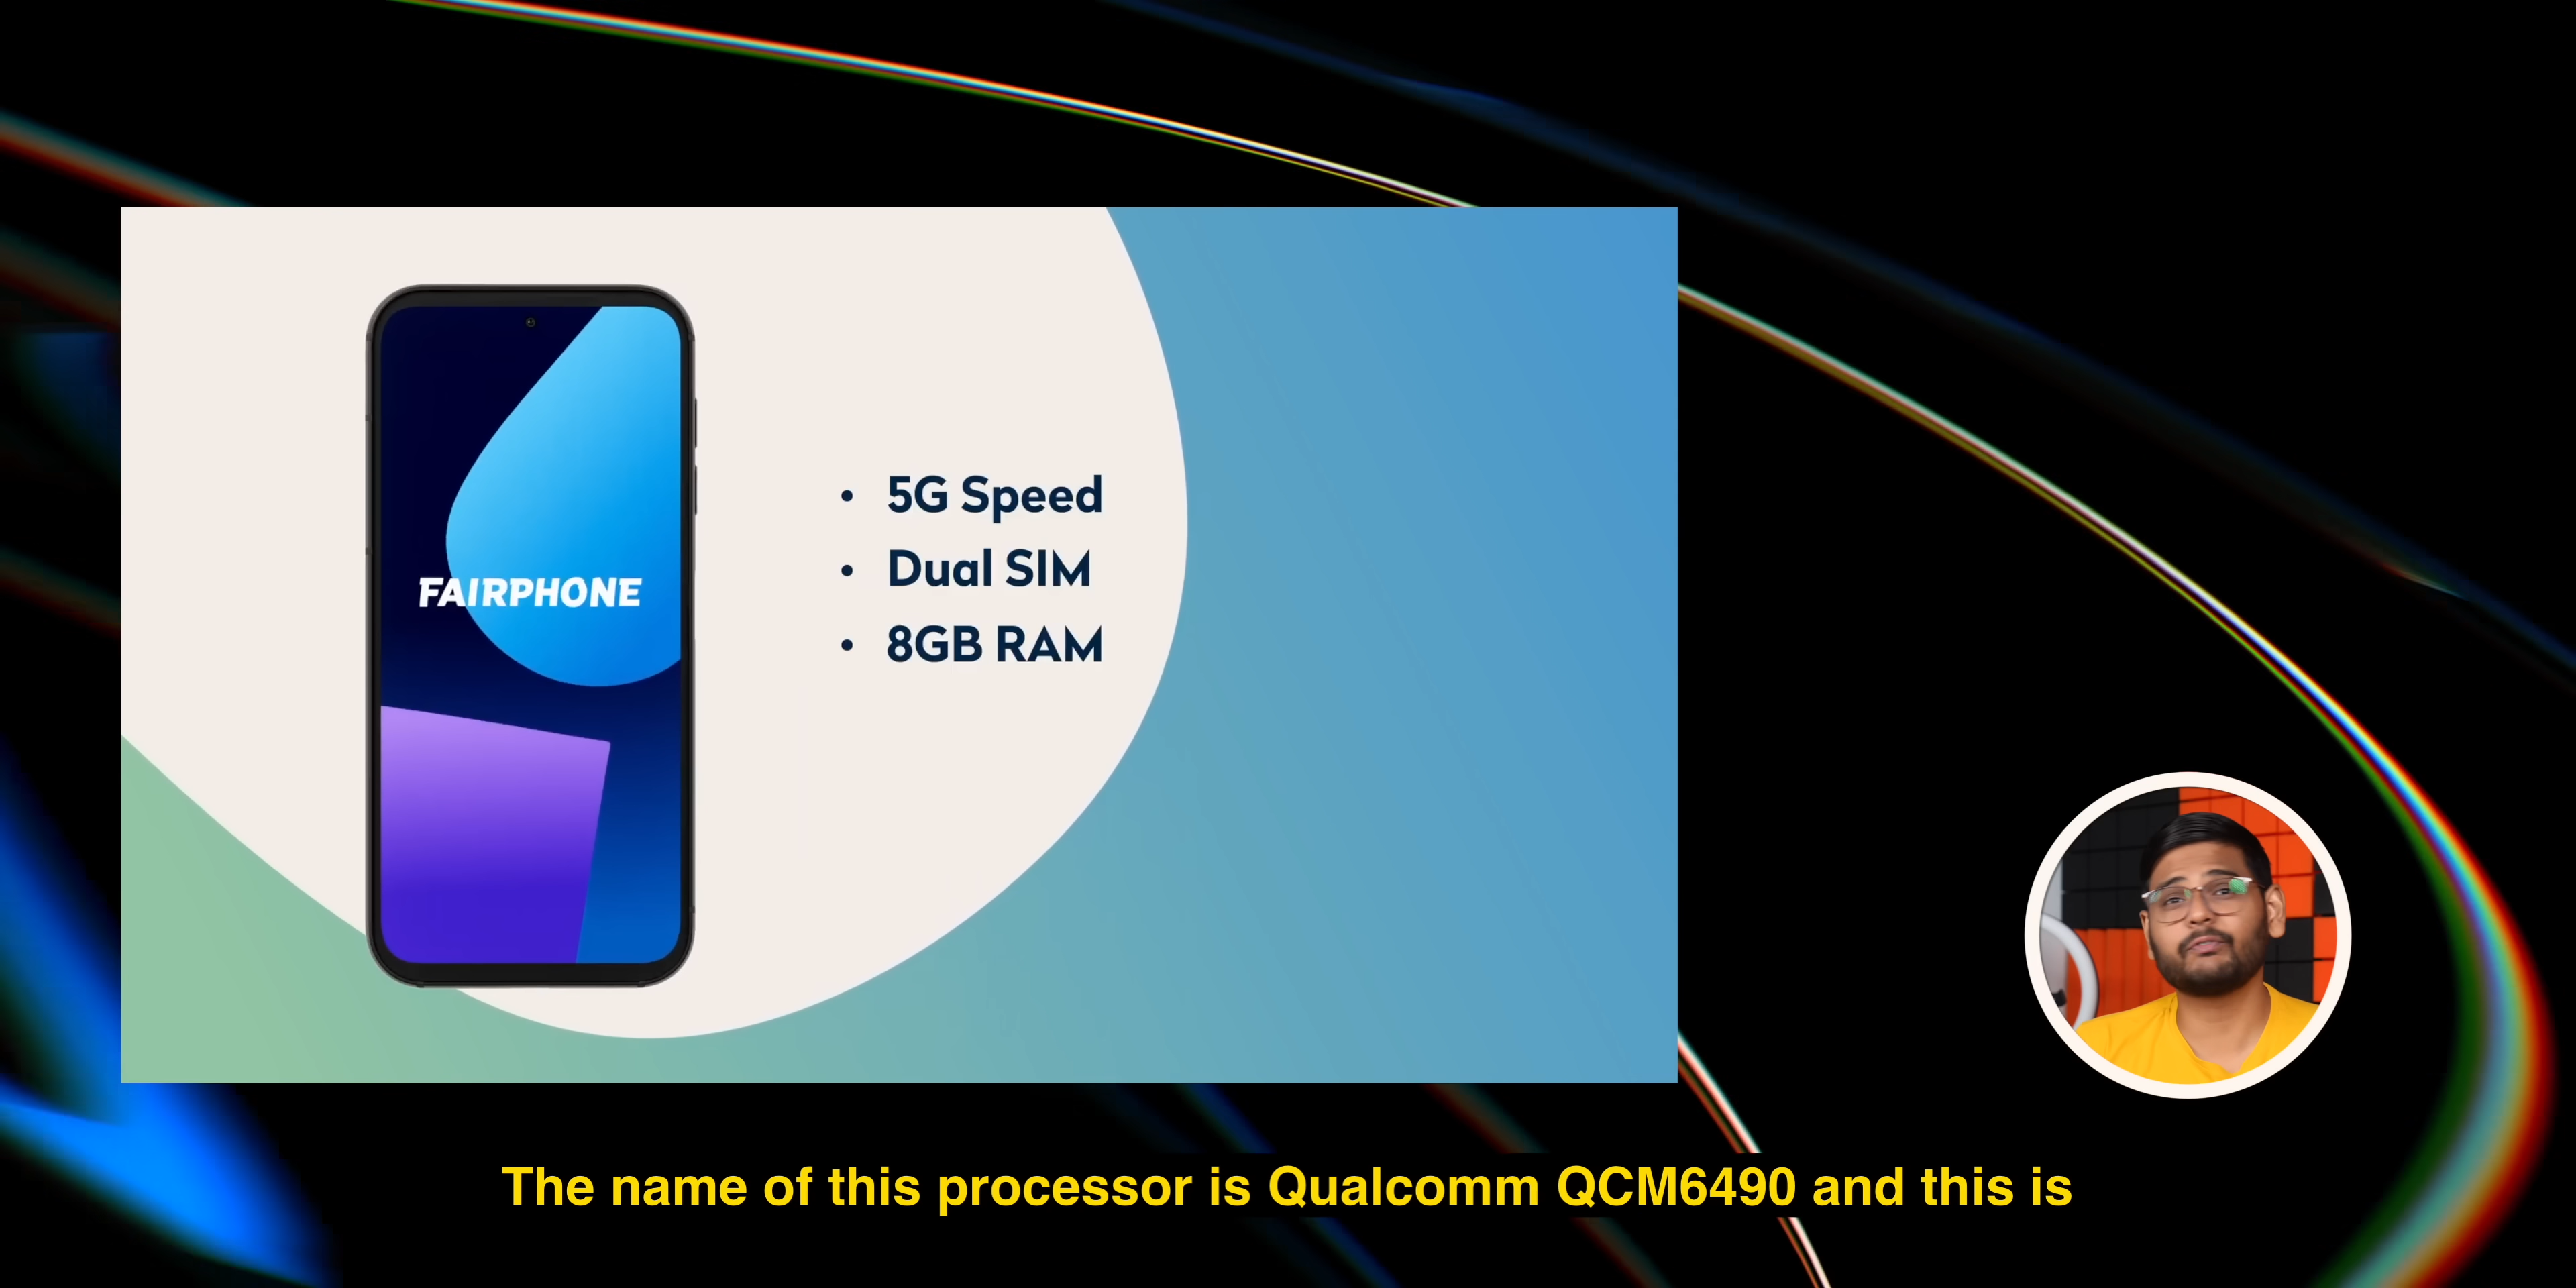 5G Speed
Dual SIM
8GB RAM
FAIRPHONE
The name of this processor is Qualcomm QCM6490 and this is